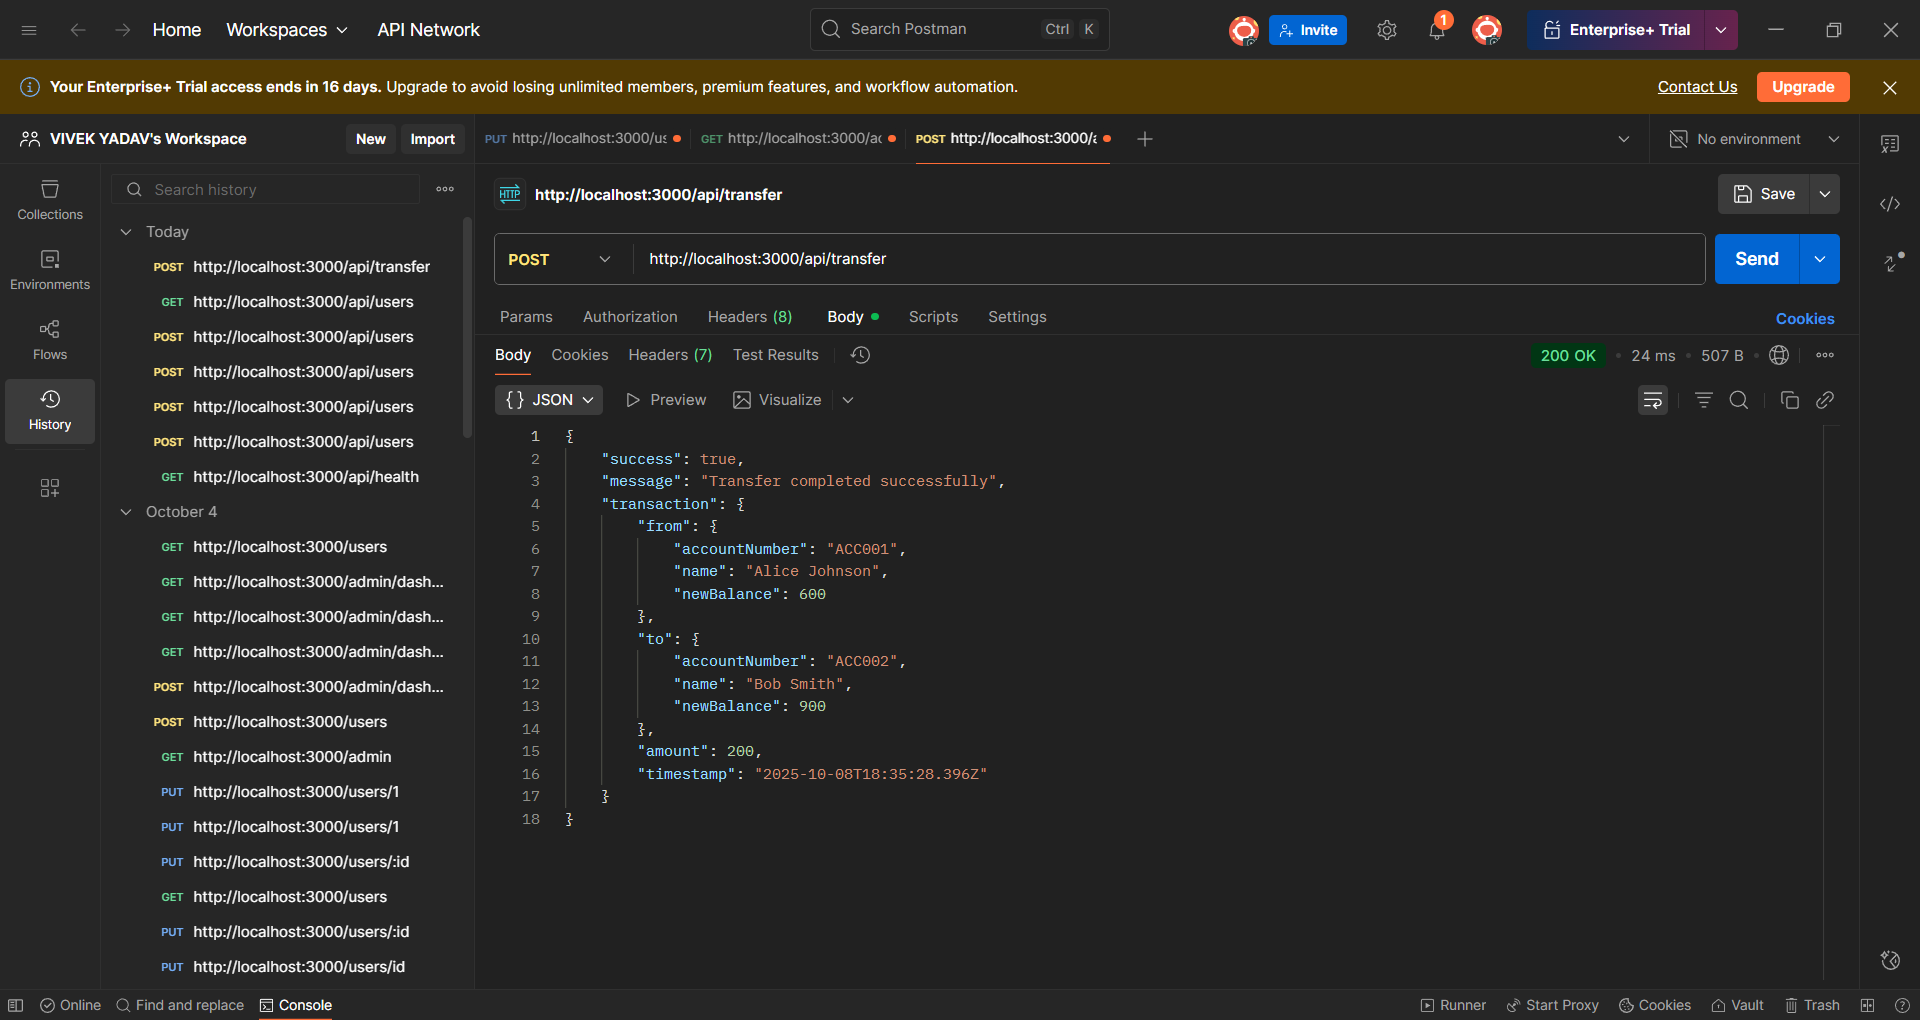 Home Workspaces API Network Search Postman Ctrl K Invite 1 Enterprise+ Trial
Your Enterprise+ Trial access ends in 16 days. Upgrade to avoid losing unlimited members, premium features, and workflow automation. Contact Us Upgrade
VIVEK YADAV's Workspace New Import PUT http://localhost:3000/us GET http://localhost:3000/ac POST http://localhost:3000/a No environment
Collections
Environments
Flows
History
Search history
Today
POST http://localhost:3000/api/transfer
GET http://localhost:3000/api/users
POST http://localhost:3000/api/users
POST http://localhost:3000/api/users
POST http://localhost:3000/api/users
POST http://localhost:3000/api/users
GET http://localhost:3000/api/health
October 4
GET http://localhost:3000/users
GET http://localhost:3000/admin/dash...
GET http://localhost:3000/admin/dash...
GET http://localhost:3000/admin/dash...
POST http://localhost:3000/admin/dash...
POST http://localhost:3000/users
GET http://localhost:3000/admin
PUT http://localhost:3000/users/1
PUT http://localhost:3000/users/1
PUT http://localhost:3000/users/:id
GET http://localhost:3000/users
PUT http://localhost:3000/users/:id
PUT http://localhost:3000/users/id
HTTP http://localhost:3000/api/transfer Save
POST http://localhost:3000/api/transfer Send
Params Authorization Headers (8) Body Scripts Settings Cookies
Body Cookies Headers (7) Test Results 200 OK 24 ms 507 B
{} JSON Preview Visualize
1 {
2 "success": true,
3 "message": "Transfer completed successfully",
4 "transaction": {
5 "from": {
6 "accountNumber": "ACC001",
7 "name": "Alice Johnson",
8 "newBalance": 600
9 },
10 "to": {
11 "accountNumber": "ACC002",
12 "name": "Bob Smith",
13 "newBalance": 900
14 },
15 "amount": 200,
16 "timestamp": "2025-10-08T18:35:28.396Z"
17 }
18 }
Online Find and replace Console Runner Start Proxy Cookies Vault Trash